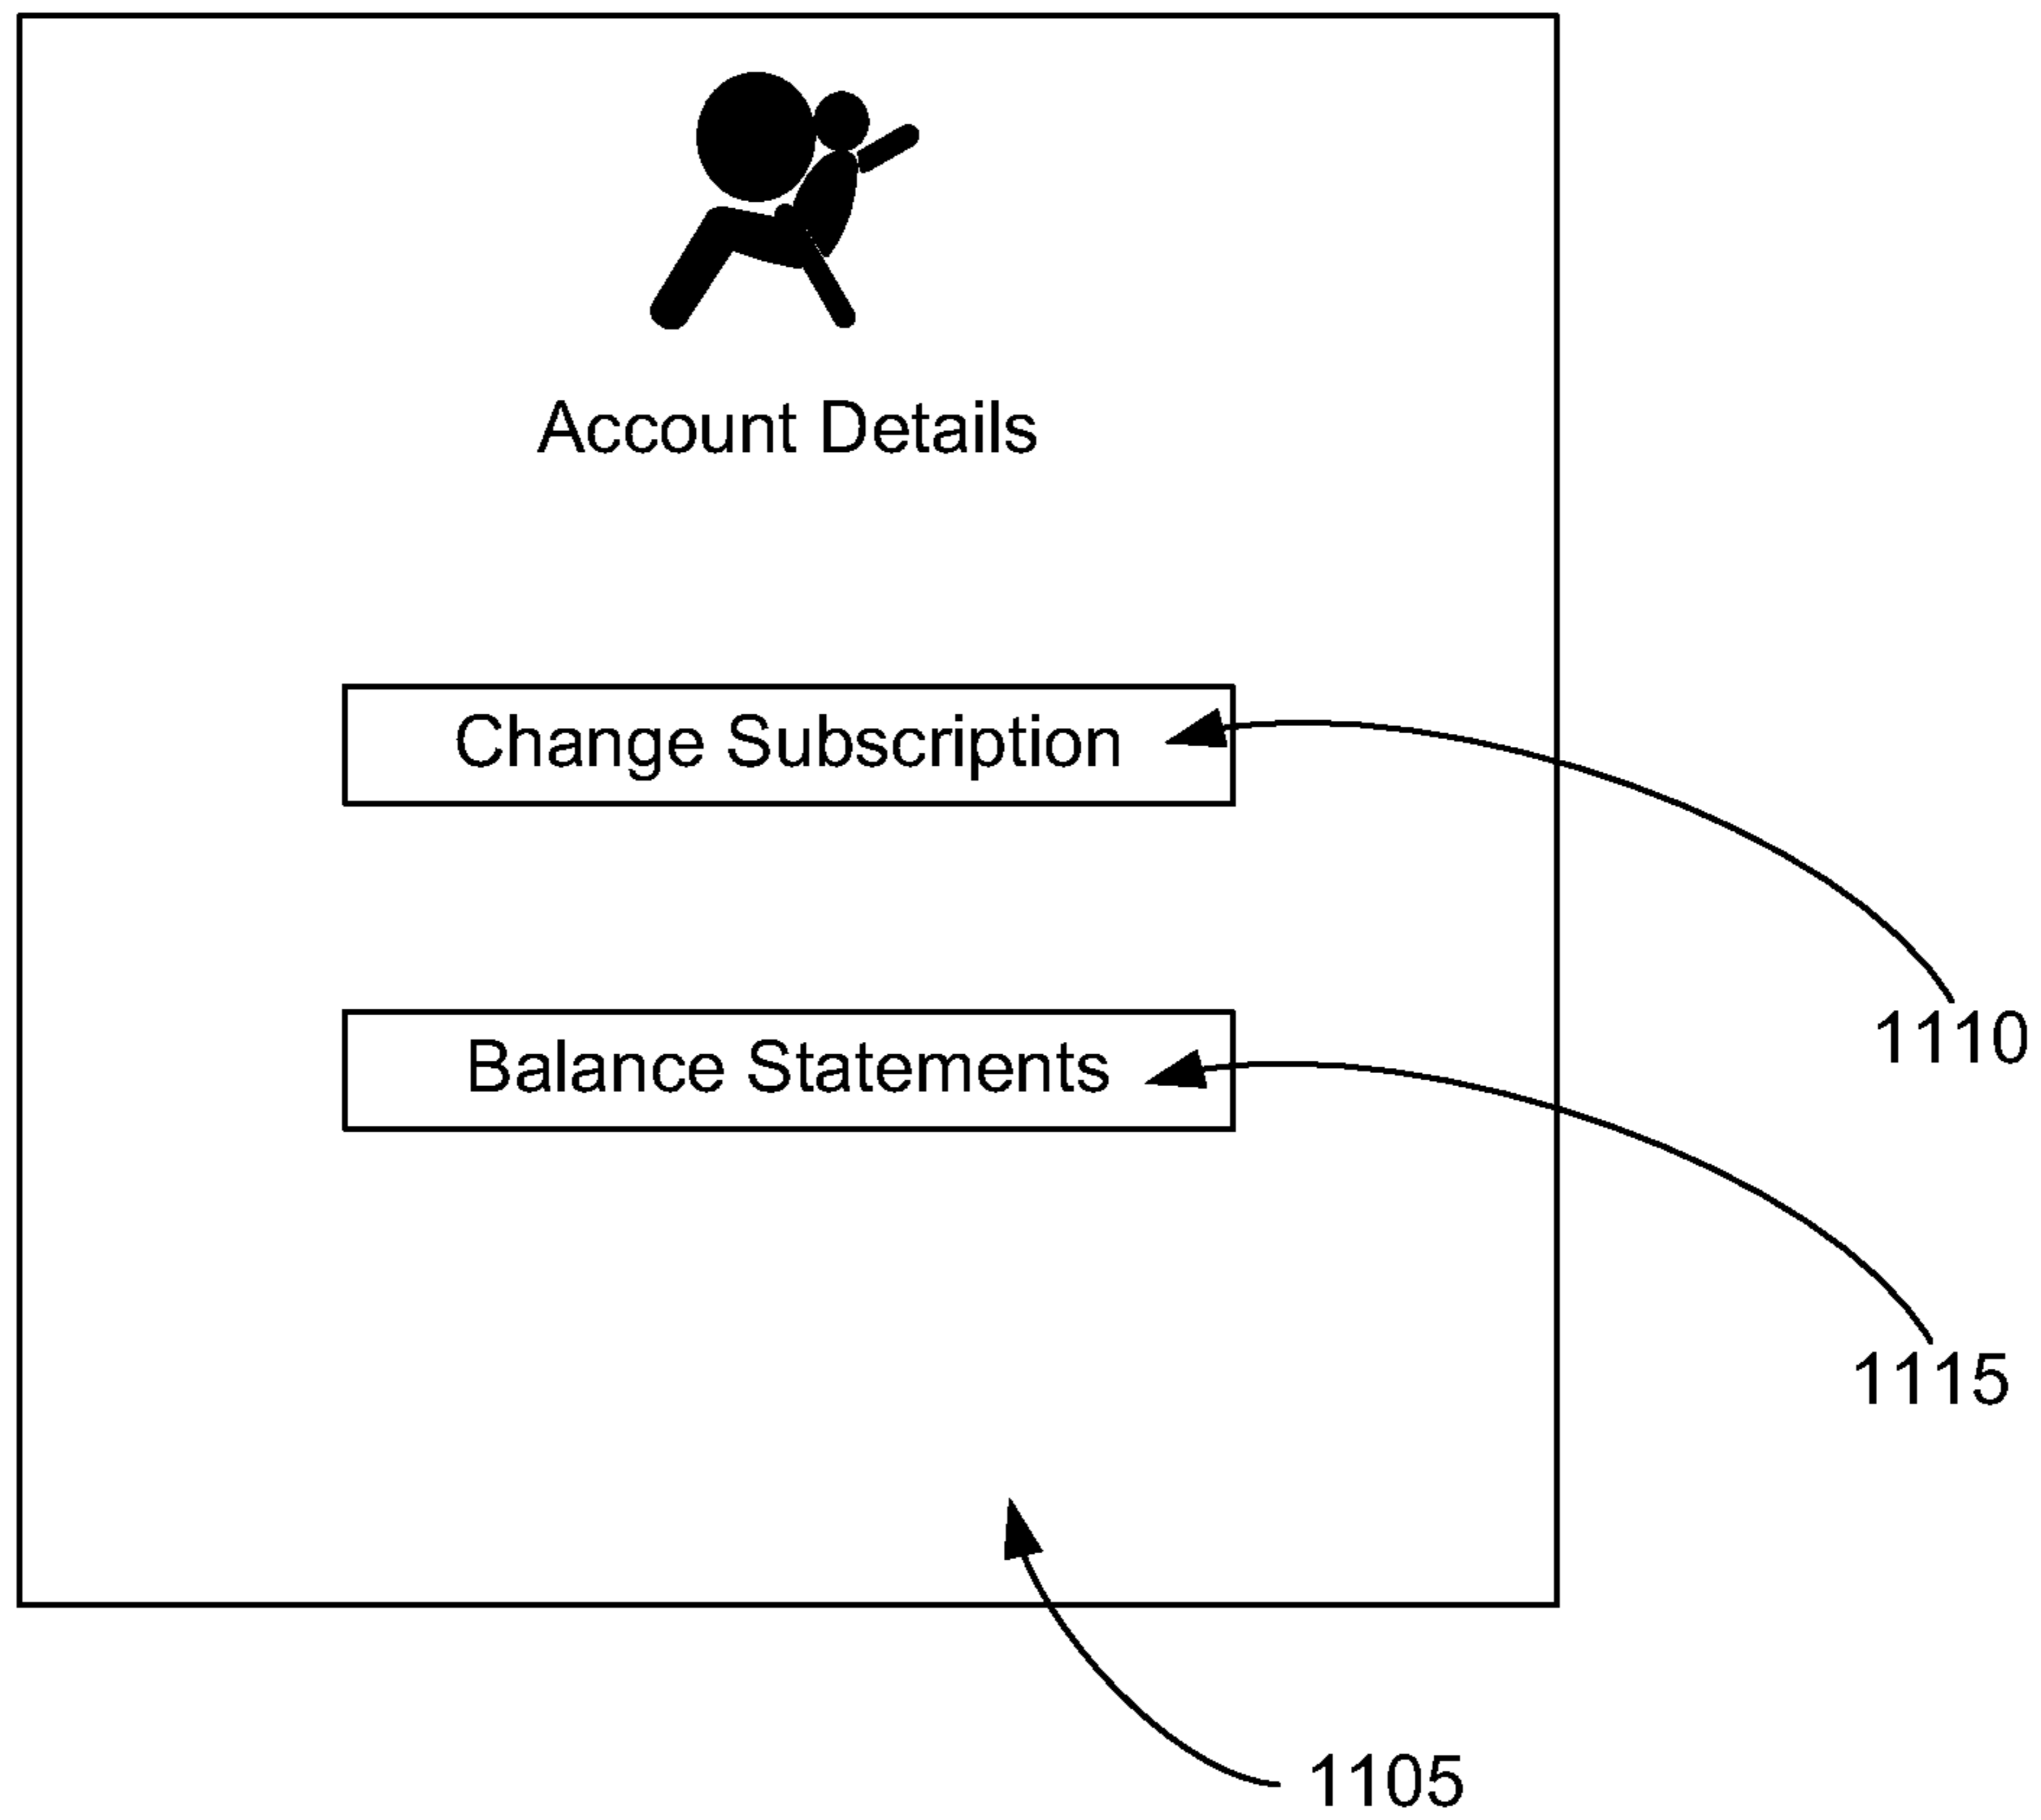 Account Details
Change Subscription
1110
Balance Statements
1115
1105